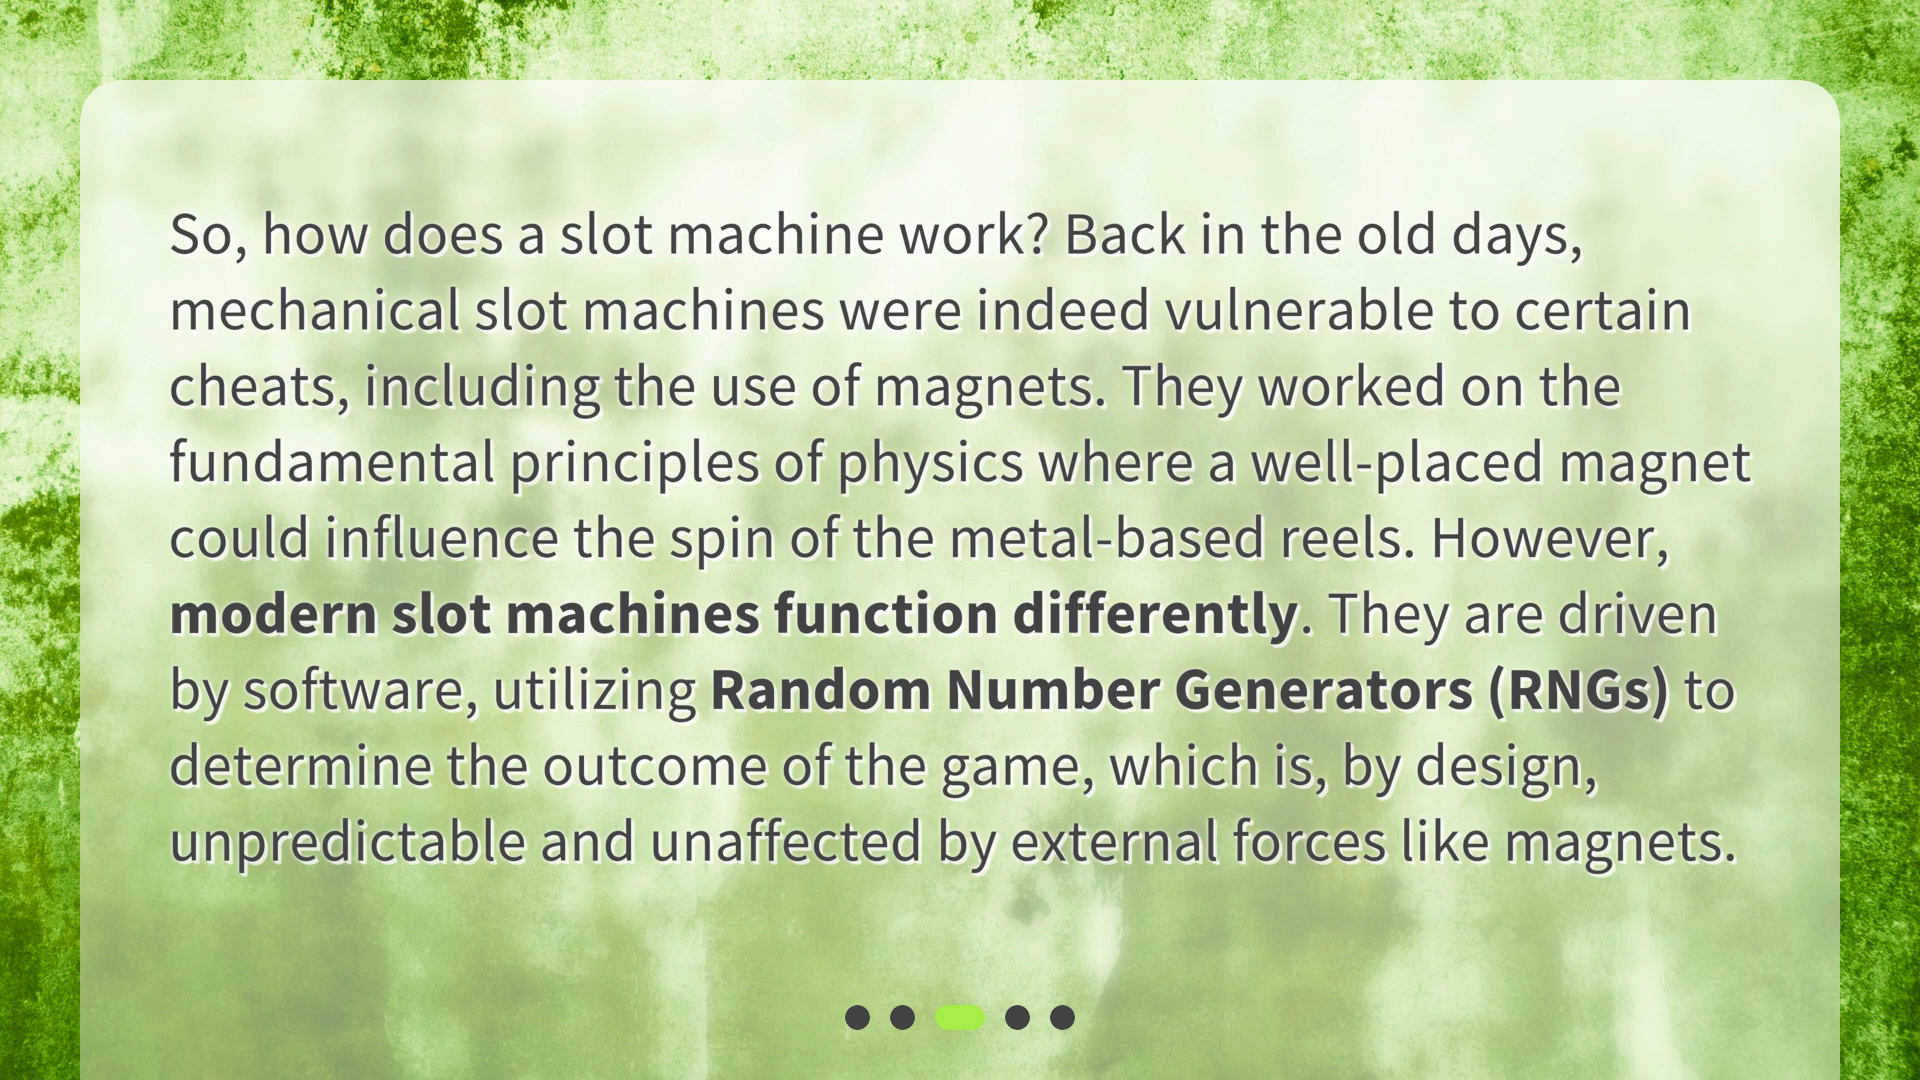 So, how does a slot machine work? Back in the old days,
mechanical slot machines were indeed vulnerable to certain
cheats, including the use of magnets. They worked on the
fundamental principles of physics where a well-placed magnet
could influence the spin of the metal-based reels. However,
modern slot machines function differently. They are driven
by software, utilizing Random Number Generators (RNGs) to
determine the outcome of the game, which is, by design,
unpredictable and unaffected by external forces like magnets.